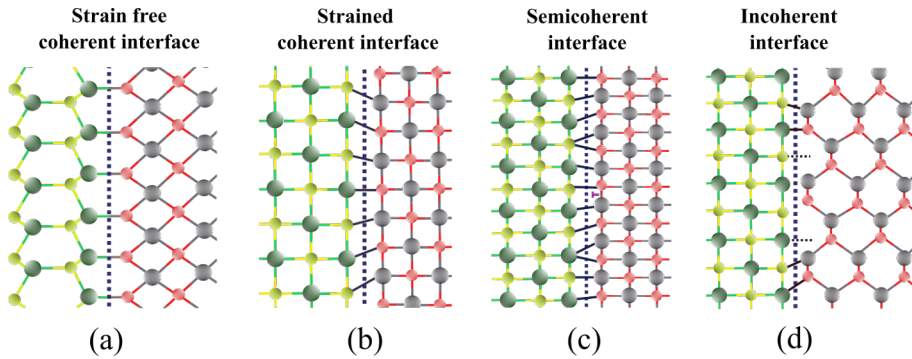 Strain free
coherent interface
Strained
coherent interface
Semicoherent
interface
Incoherent
interface
(a)
(b)
(c)
(d)